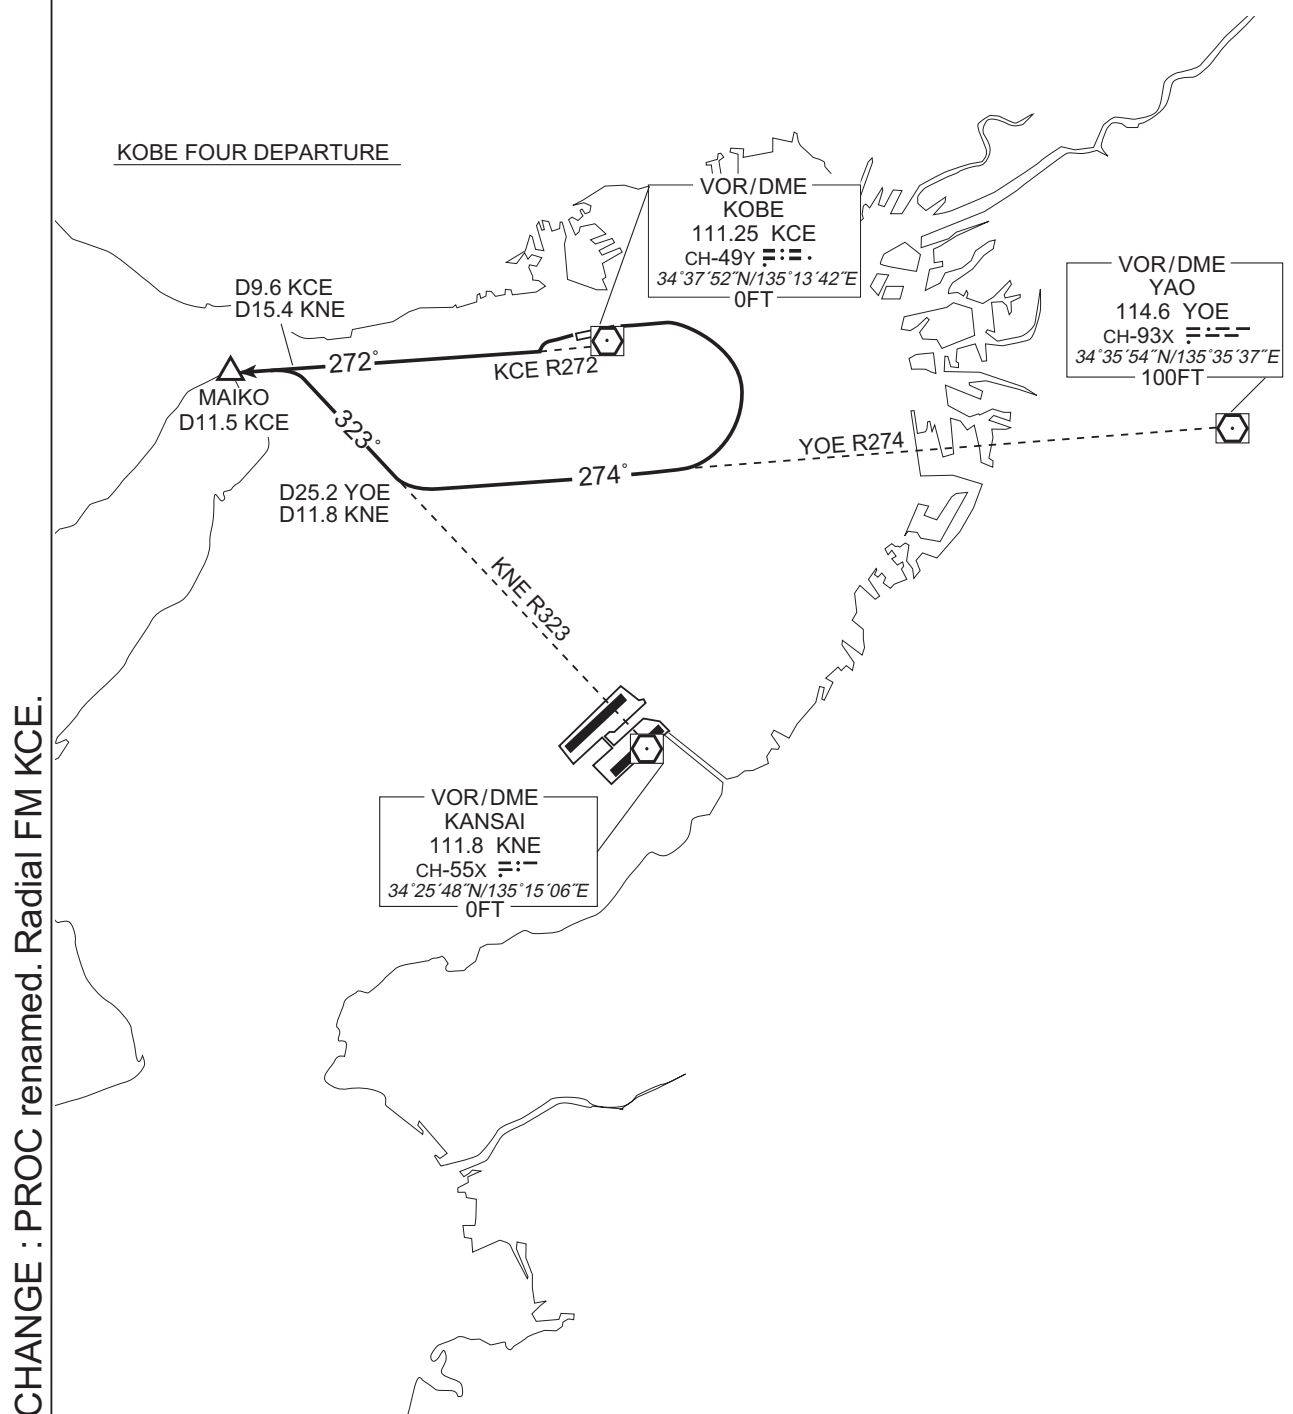 KOBE FOUR DEPARTURE
VOR/DME
KOBE
111.25 KCE
CH-49Y
34°37´52˝N/135°13´42˝E
0FT
VOR/DME
YAO
114.6 YOE
CH-93X
34°35´54˝N/135°35´37˝E
100FT
D9.6 KCE
D15.4 KNE
272°
KCE R272
MAIKO
D11.5 KCE
323°
YOE R274
274°
D25.2 YOE
D11.8 KNE
KNE R323
VOR/DME
KANSAI
111.8 KNE
CH-55X
34°25´48˝N/135°15´06˝E
0FT
CHANGE : PROC renamed. Radial FM KCE.